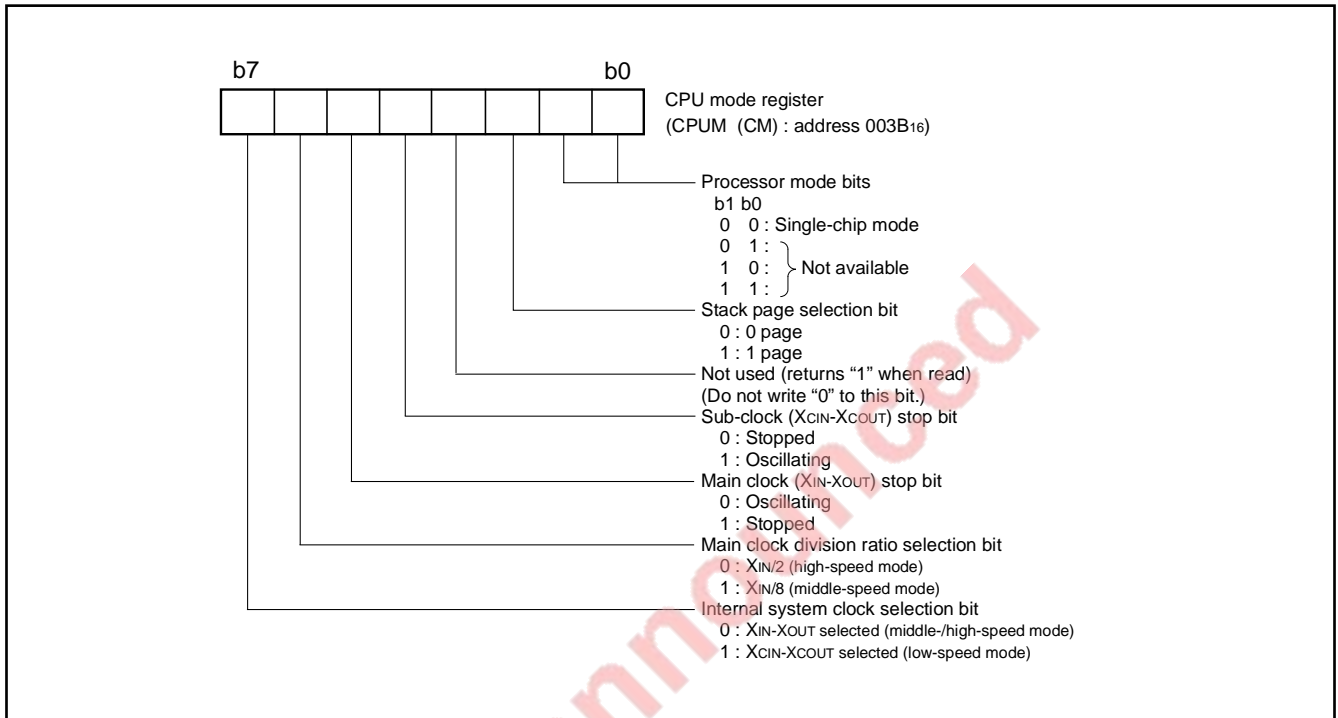 b7 b0
CPU mode register
(CPUM (CM) : address 003B16)
Processor mode bits
b1 b0
0 0 : Single-chip mode
0 1 :
1 0 : Not available
1 1 :
Stack page selection bit
0 : 0 page
1 : 1 page
Not used (returns “1” when read)
(Do not write “0” to this bit.)
Sub-clock (XCIN-XCOUT) stop bit
0 : Stopped
1 : Oscillating
Main clock (XIN-XOUT) stop bit
0 : Oscillating
1 : Stopped
Main clock division ratio selection bit
0 : XIN/2 (high-speed mode)
1 : XIN/8 (middle-speed mode)
Internal system clock selection bit
0 : XIN-XOUT selected (middle-/high-speed mode)
1 : XCIN-XCOUT selected (low-speed mode)
nnounced